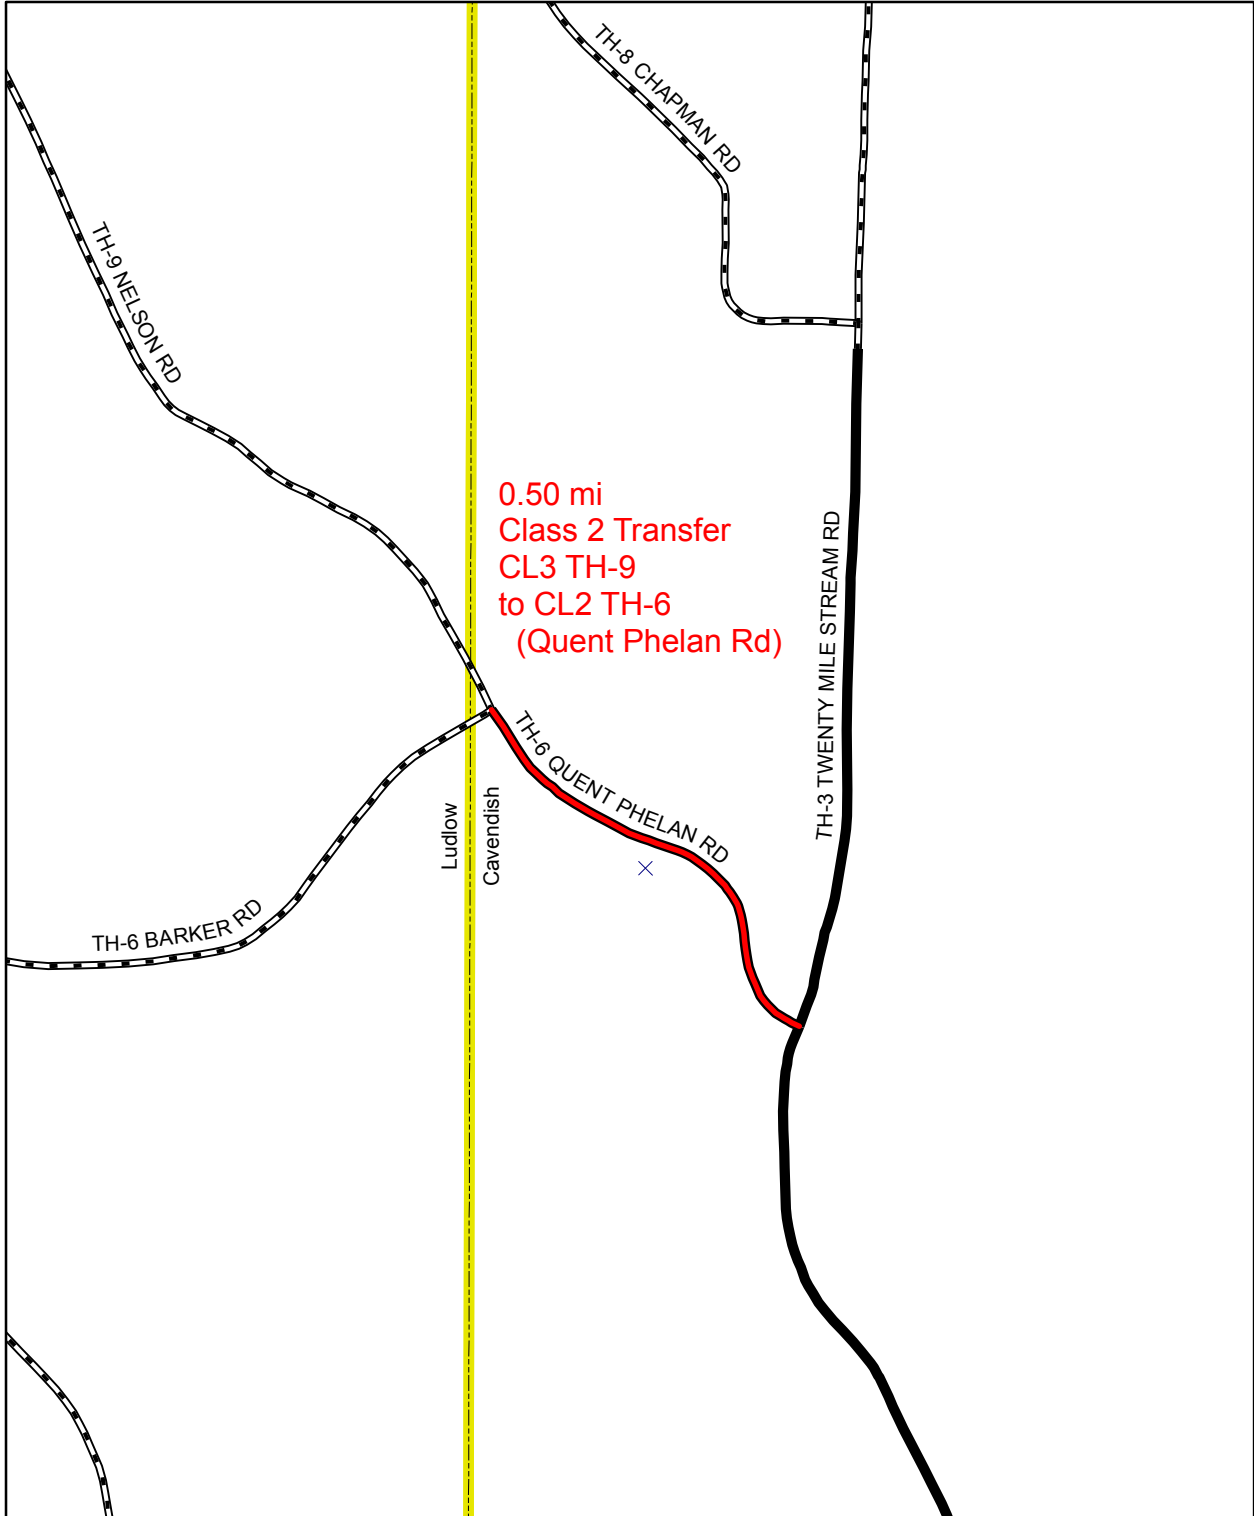 TH-8 CHAPMAN RD
TH-9 NELSON RD
0.50 mi
Class 2 Transfer
CL3 TH-9
to CL2 TH-6
(Quent Phelan Rd)
TH-3 TWENTY MILE STREAM RD
TH-6 QUENT PHELAN RD
Ludlow
Cavendish
TH-6 BARKER RD